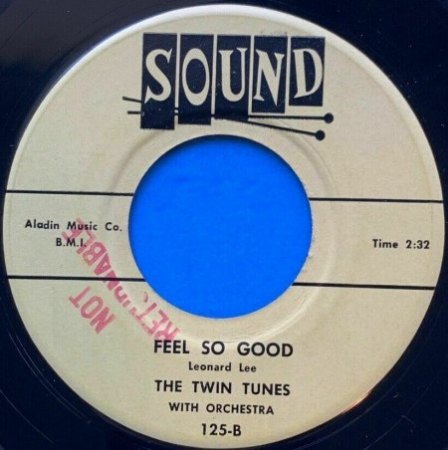 SOUND
Aladin Music Co.
B.M.I.
Time 2:32
NOT
RETURNABLE
FEEL SO GOOD
Leonard Lee
THE TWIN TUNES
WITH ORCHESTRA
125-B